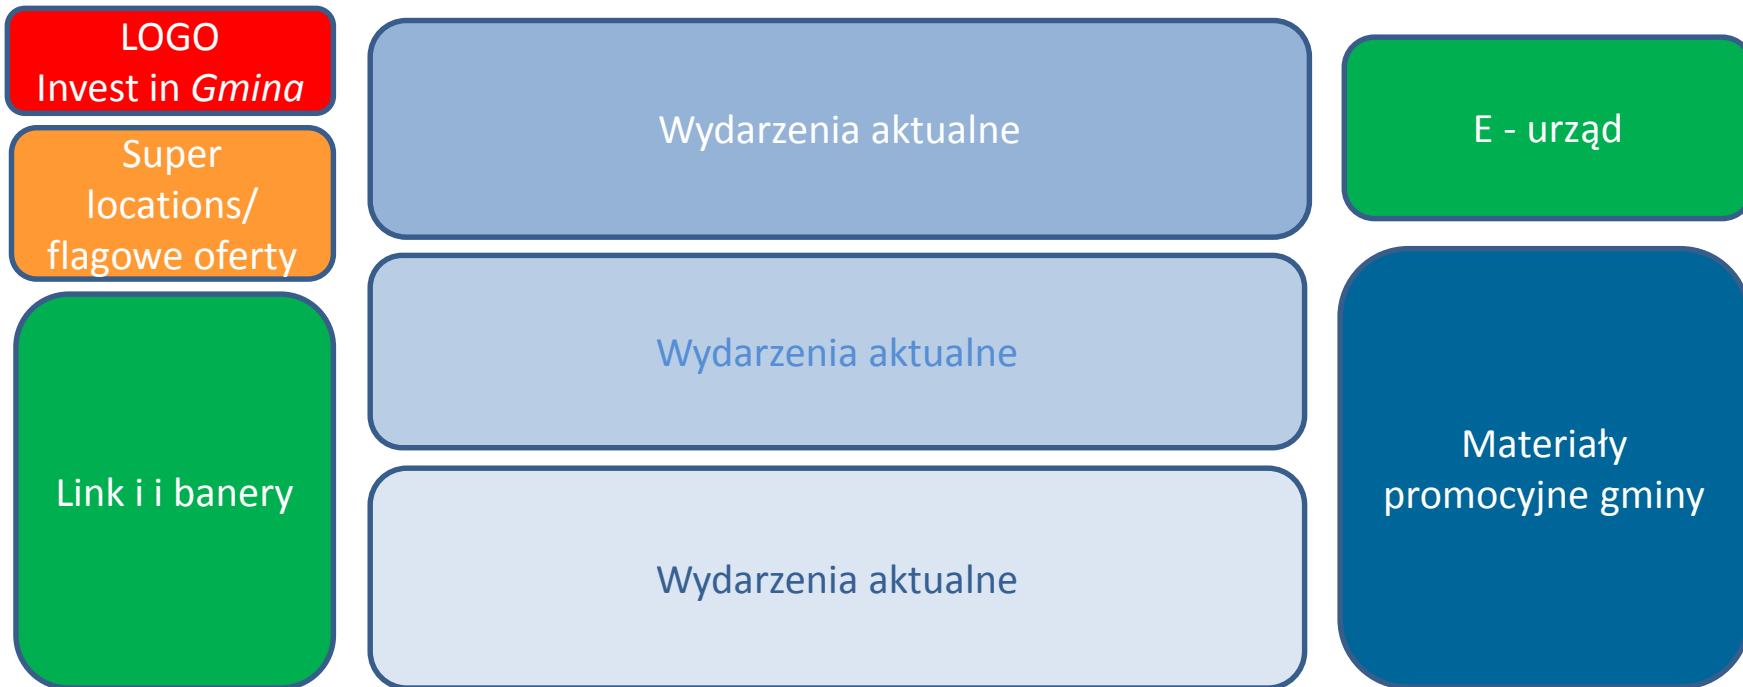 LOGO
Invest in Gmina
Super
locations/
flagowe oferty
Link i i banery
Wydarzenia aktualne
Wydarzenia aktualne
Wydarzenia aktualne
E - urząd
Materiały
promocyjne gminy